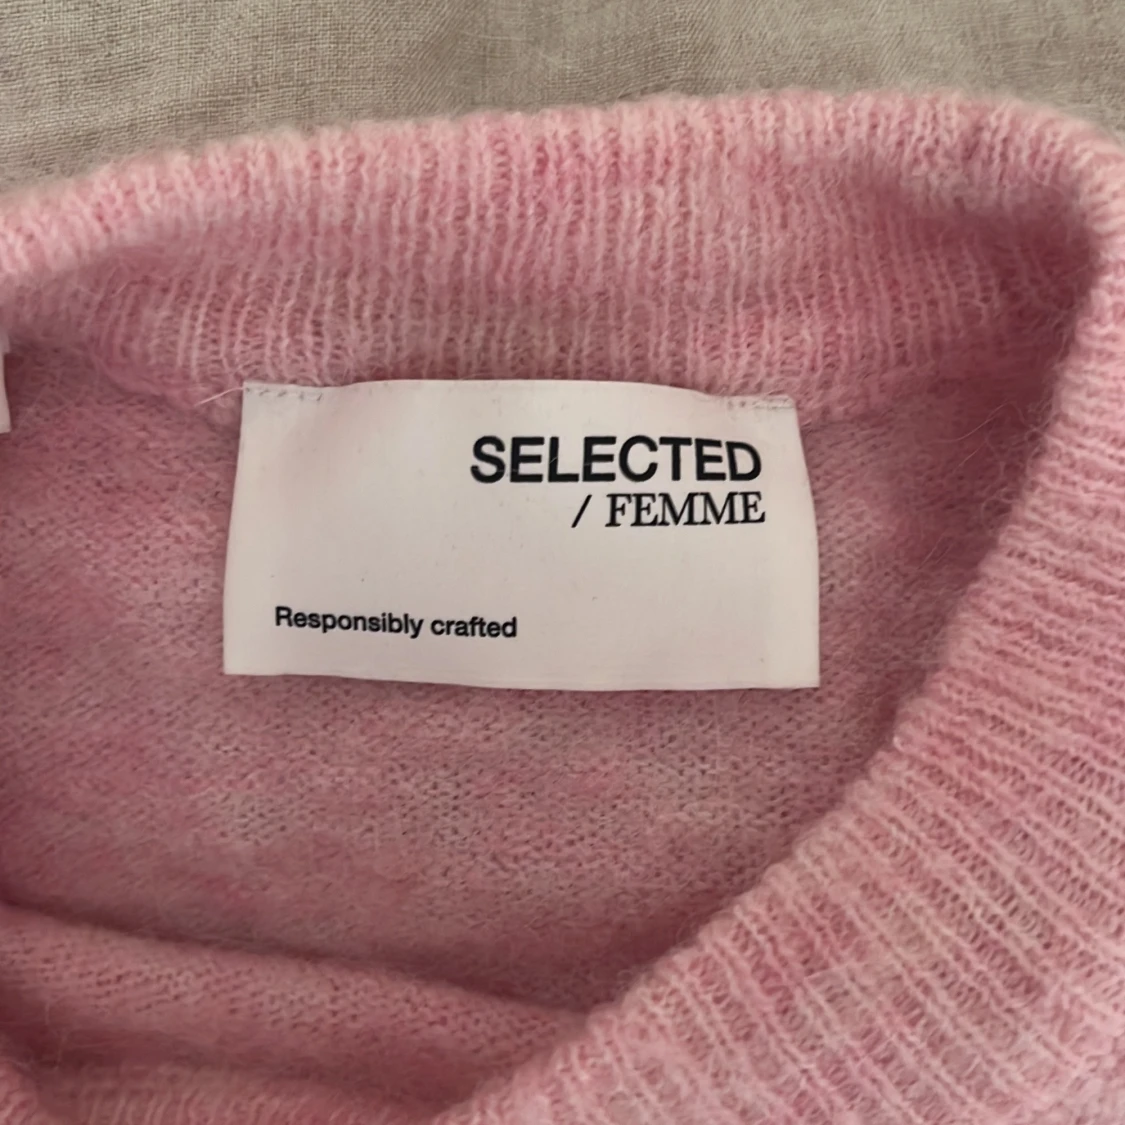 SELECTED
/ FEMME
Responsibly crafted